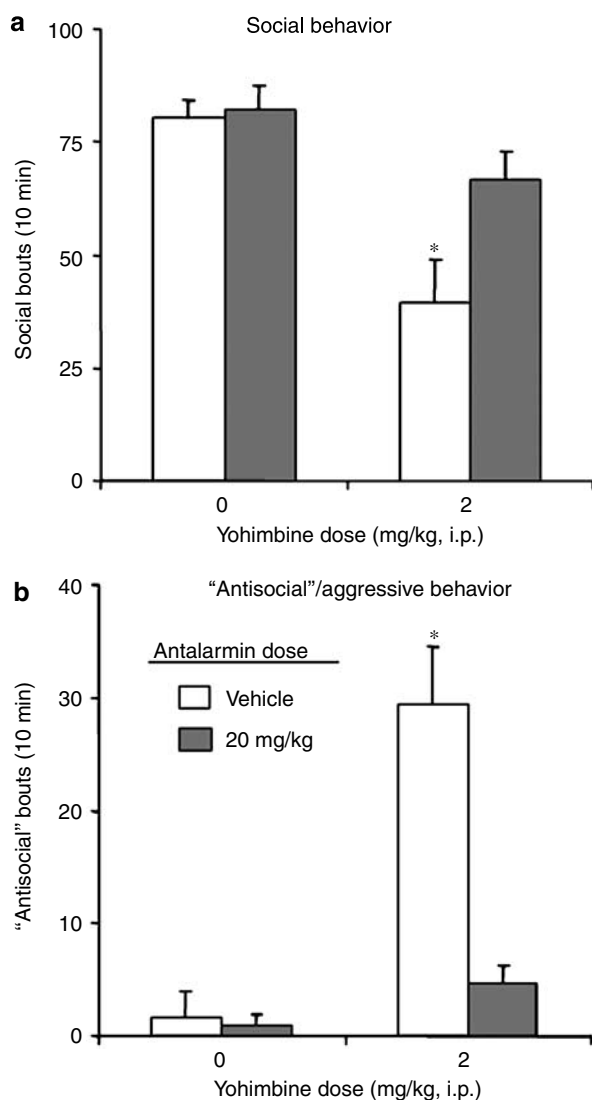 a
Social behavior
100
75
50
25
0
Social bouts (10 min)
*
0 2
Yohimbine dose (mg/kg, i.p.)
b
“Antisocial”/aggressive behavior
40
30
20
10
0
“Antisocial” bouts (10 min)
Antalarmin dose
Vehicle
20 mg/kg
*
0 2
Yohimbine dose (mg/kg, i.p.)